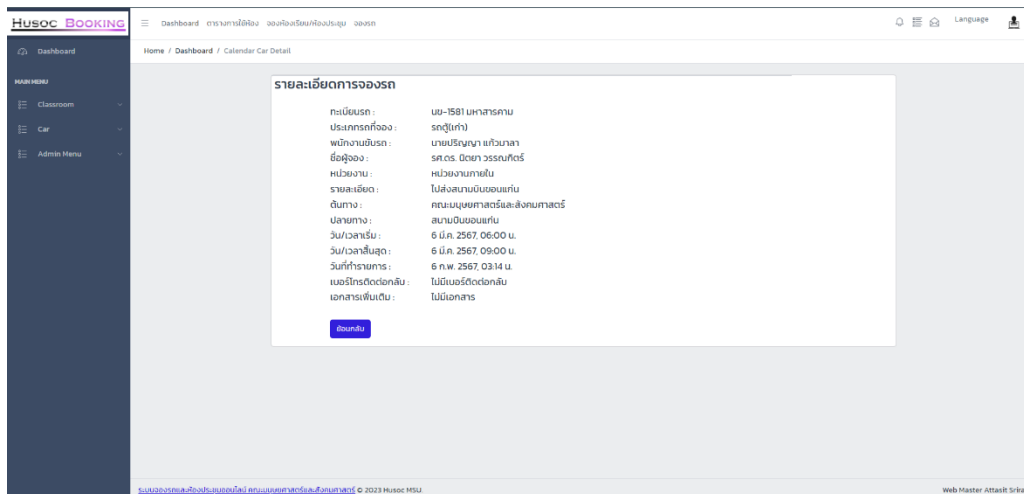 HUSOC BOOKING
Dashboard ตารางการใช้ห้อง จองห้องเรียน/ห้องประชุม จองรถ
Language
Dashboard
Home / Dashboard / Calendar Car Detail
MAIN MENU
Classroom
Car
Admin Menu
รายละเอียดการจองรถ
ทะเบียนรถ : นข-1581 มหาสารคาม
ประเภทรถที่จอง : รถตู้(เก่า)
พนักงานขับรถ : นายปริญญา แก้วมาลา
ชื่อผู้จอง : รศ.ดร. นิตยา วรรณกิตร์
หน่วยงาน : หน่วยงานภายใน
รายละเอียด : ไปส่งสนามบินขอนแก่น
ต้นทาง : คณะมนุษยศาสตร์และสังคมศาสตร์
ปลายทาง : สนามบินขอนแก่น
วัน/เวลาเริ่ม : 6 มี.ค. 2567, 06:00 น.
วัน/เวลาสิ้นสุด : 6 มี.ค. 2567, 09:00 น.
วันที่ทำรายการ : 6 ก.พ. 2567, 03:14 น.
เบอร์โทรติดต่อกลับ : ไม่มีเบอร์ติดต่อกลับ
เอกสารเพิ่มเติม : ไม่มีเอกสาร
ย้อนกลับ
ระบบจองรถและห้องประชุมออนไลน์ คณะมนุษยศาสตร์และสังคมศาสตร์ © 2023 Husoc MSU
Web Master Attasit Srira